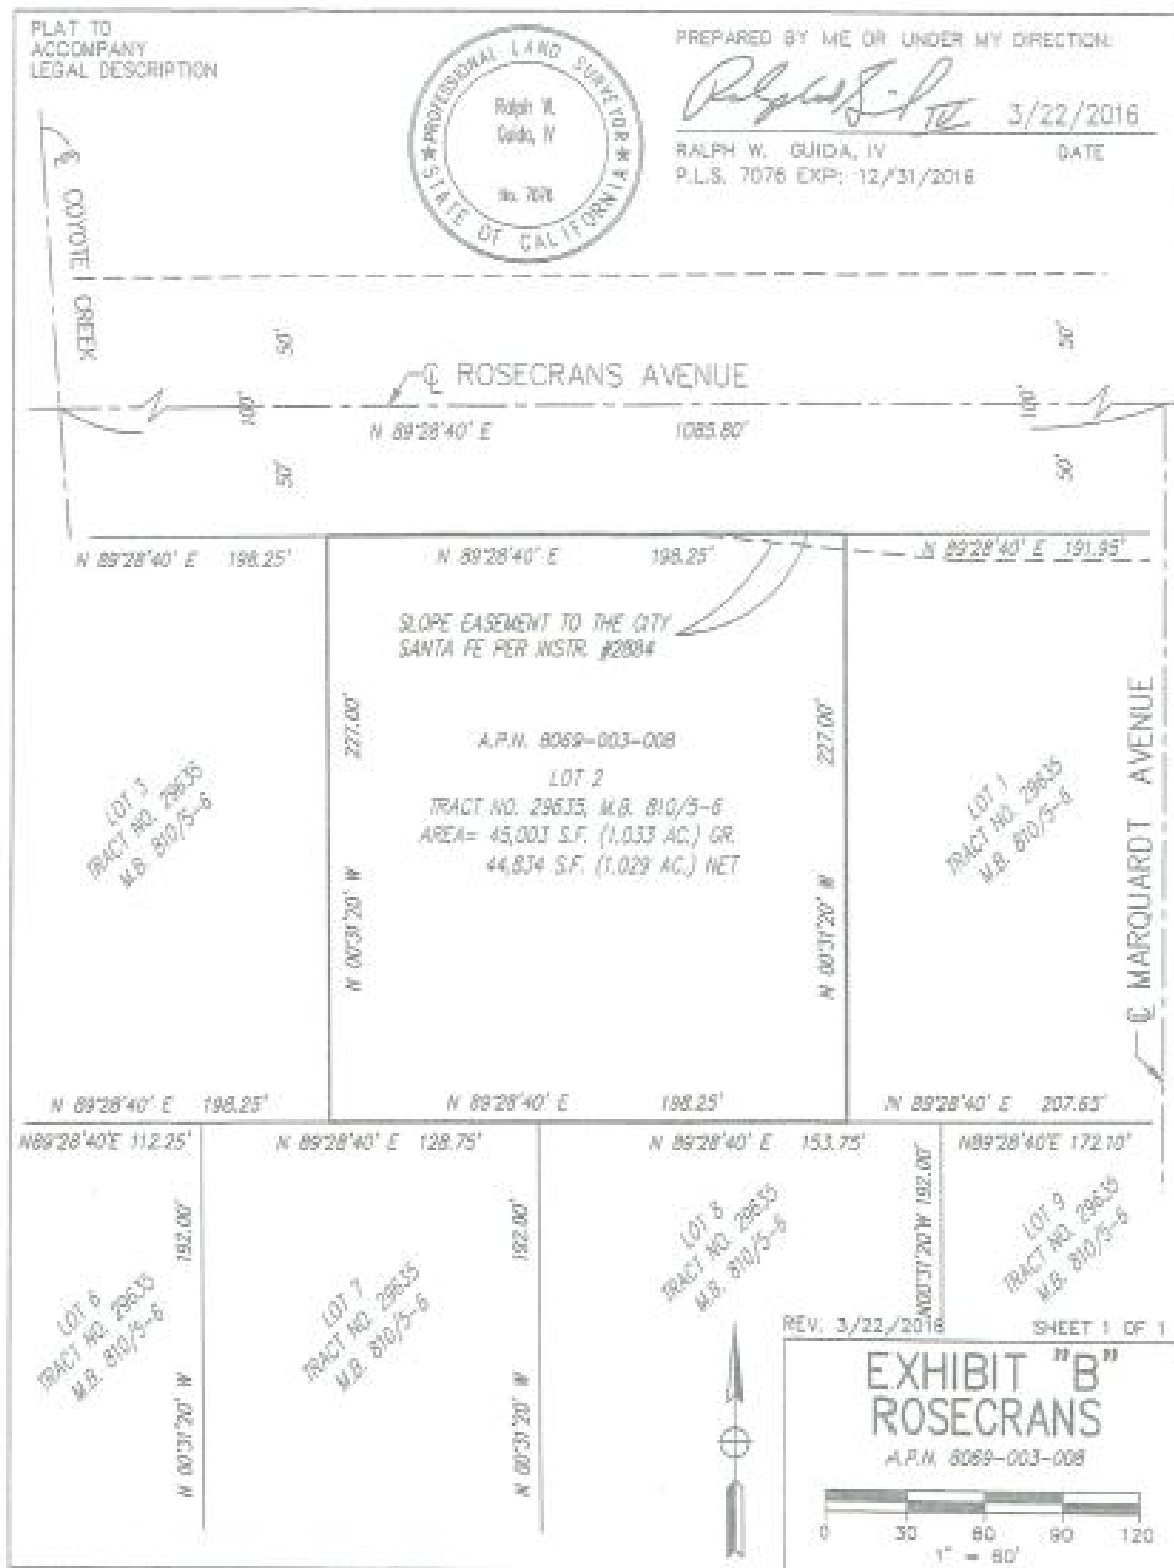 PLAT TO
ACCOMPANY
LEGAL DESCRIPTION
PROFESSIONAL LAND SURVEYOR
Ralph W.
Guida, IV
No. 7076
STATE OF CALIFORNIA
PREPARED BY ME OR UNDER MY DIRECTION:
3/22/2016
RALPH W. GUIDA, IV
DATE
P.L.S. 7076 EXP: 12/31/2016
℄ COYOTE CREEK
50'
50'
℄ ROSECRANS AVENUE
100'
100'
N 89°28'40" E 1085.80'
50'
50'
N 89°28'40" E 198.25'
N 89°28'40" E 198.25'
N 89°28'40" E 191.95'
SLOPE EASEMENT TO THE CITY
SANTA FE PER INSTR. #2884
227.00'
N 00°31'20" W
227.00'
N 00°31'20" W
A.P.N. 8069-003-008
LOT 2
TRACT NO. 29635, M.B. 810/5-6
AREA= 45,003 S.F. (1.033 AC.) GR.
44,834 S.F. (1.029 AC.) NET
LOT 3
TRACT NO. 29635
M.B. 810/5-6
LOT 1
TRACT NO. 29635
M.B. 810/5-6
℄ MARQUARDT AVENUE
N 89°28'40" E 198.25'
N 89°28'40" E 198.25'
N 89°28'40" E 207.65'
N89°28'40"E 112.25'
N 89°28'40" E 128.75'
N 89°28'40" E 153.75'
N89°28'40"E 172.10'
192.00'
N 00°31'20" W
192.00'
N 00°31'20" W
N00°31'20"W 192.00'
LOT 6
TRACT NO. 29635
M.B. 810/5-6
LOT 7
TRACT NO. 29635
M.B. 810/5-6
LOT 8
TRACT NO. 29635
M.B. 810/5-6
LOT 9
TRACT NO. 29635
M.B. 810/5-6
REV. 3/22/2016
SHEET 1 OF 1
EXHIBIT "B"
ROSECRANS
A.P.N. 8069-003-008
0 30 60 90 120
1" = 60'